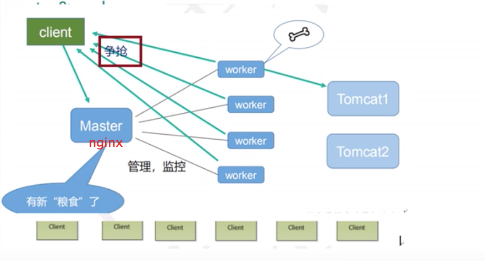 client
争抢
worker
worker
Tomcat1
Master
nginx
worker
Tomcat2
管理，监控
worker
有新“粮食”了
Client
Client
Client
Client
Client
Client